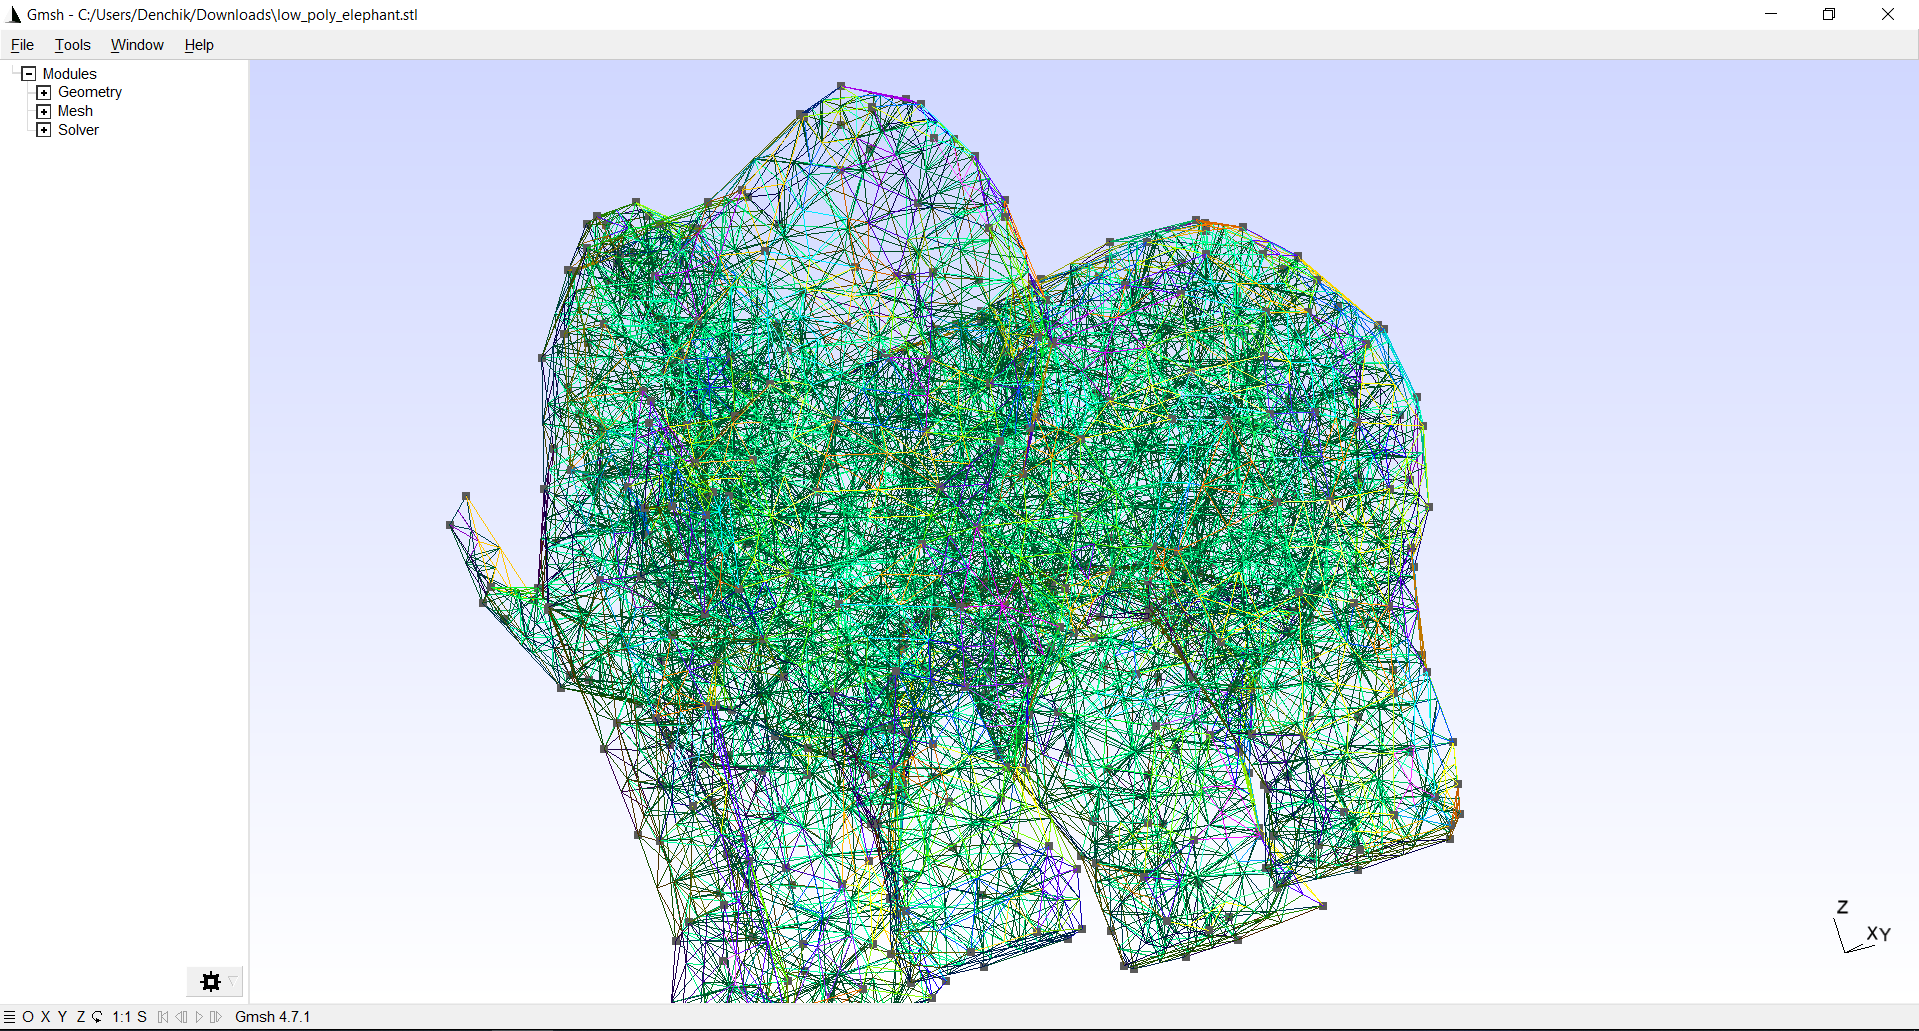 Gmsh - C:/Users/Denchik/Downloads\low_poly_elephant.stl
File Tools Window Help
Modules
Geometry
Mesh
Solver
Z
X Y
O X Y Z 1:1 S Gmsh 4.7.1